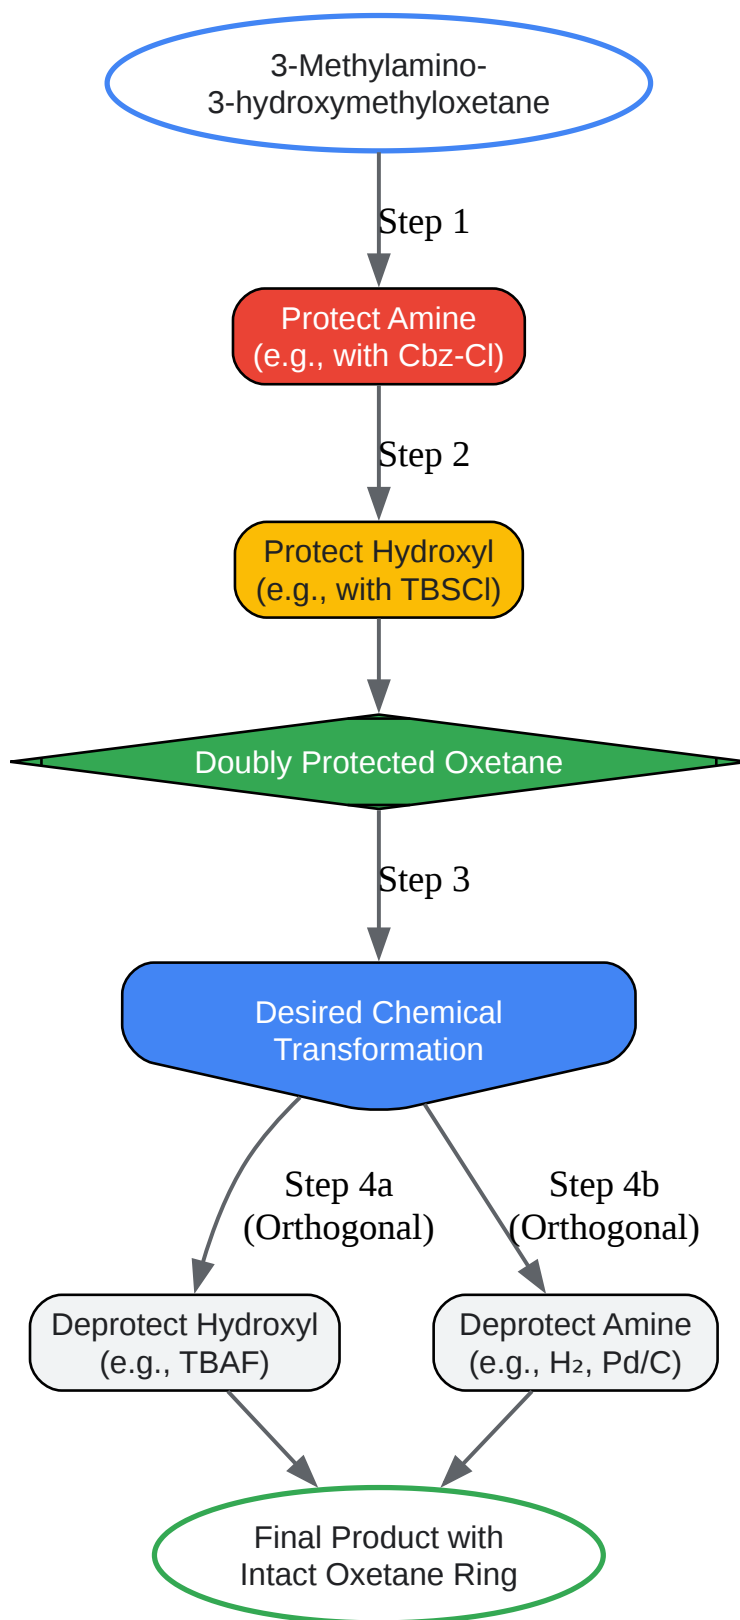 3-Methylamino-
3-hydroxymethyloxetane
Step 1
Protect Amine
(e.g., with Cbz-Cl)
Step 2
Protect Hydroxyl
(e.g., with TBSCl)
Doubly Protected Oxetane
Step 3
Desired Chemical
Transformation
Step 4a
(Orthogonal)
Step 4b
(Orthogonal)
Deprotect Hydroxyl
(e.g., TBAF)
Deprotect Amine
(e.g., H₂, Pd/C)
Final Product with
Intact Oxetane Ring